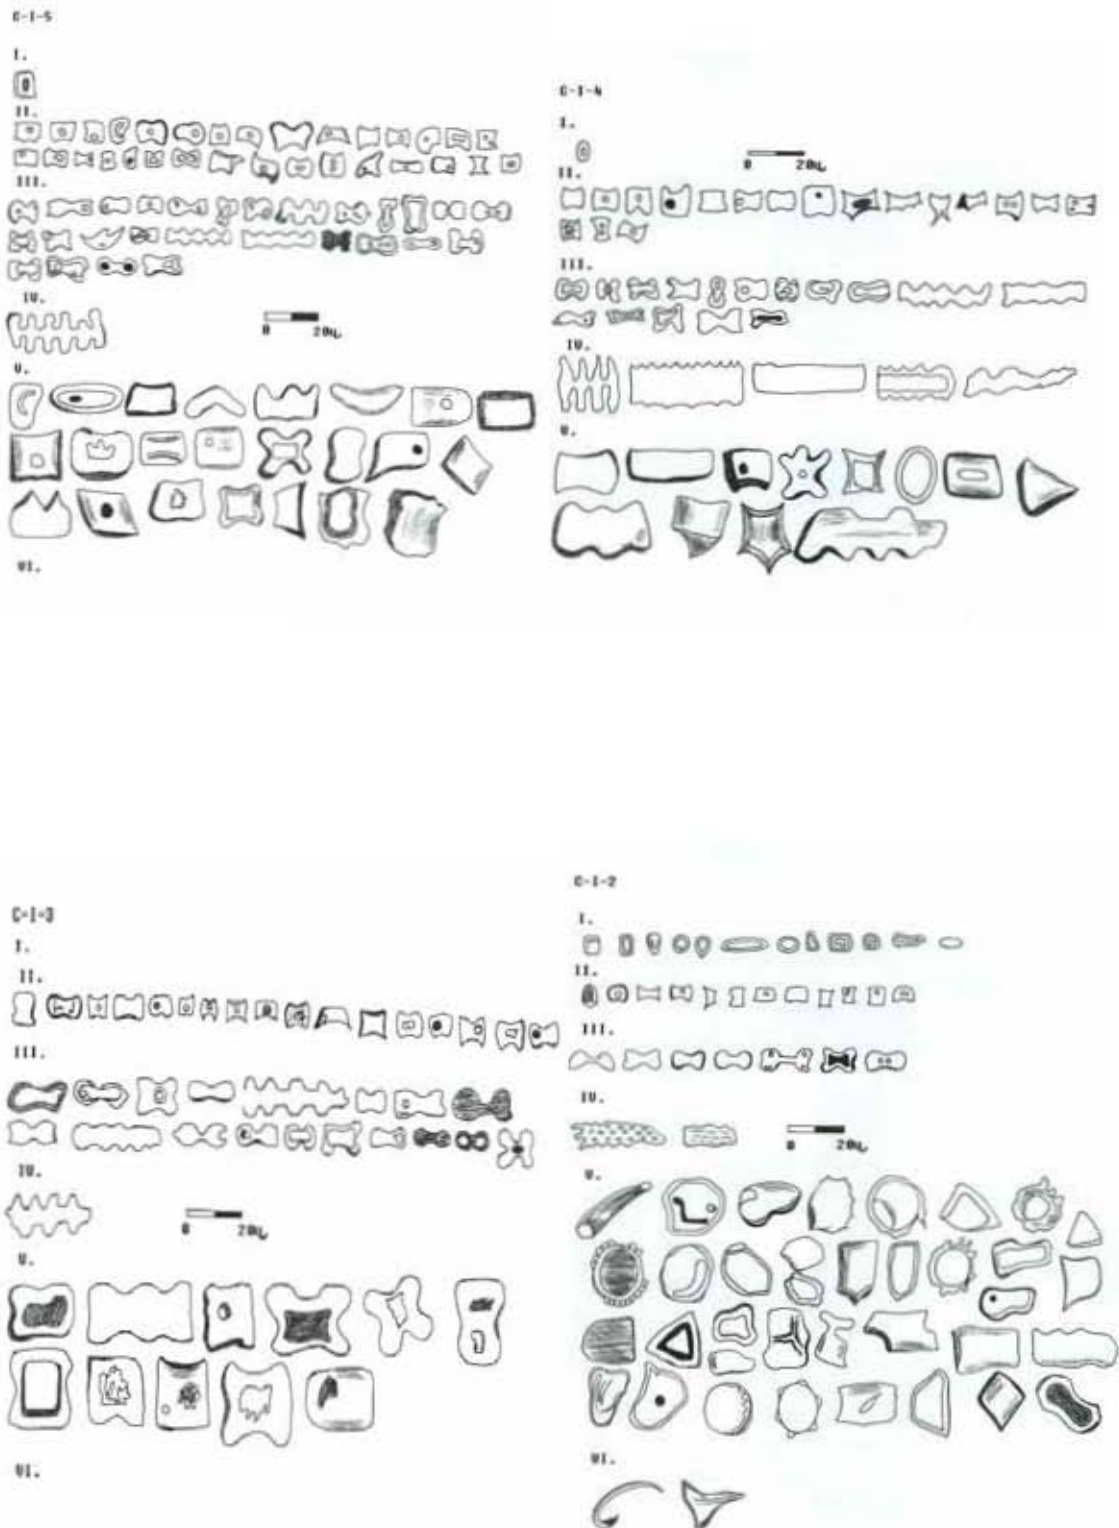 C-I-5
I.
II.
III.
IV.
0 20μ
V.
VI.
C-I-4
I.
0 20μ
II.
III.
IV.
V.
C-I-3
I.
II.
III.
IV.
0 20μ
V.
VI.
C-I-2
I.
II.
III.
IV.
0 20μ
V.
VI.